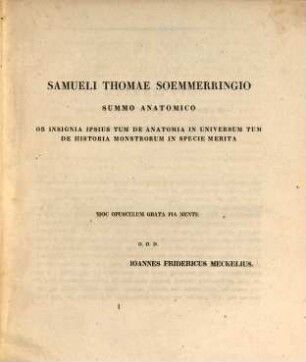 SAMUELI THOMAE SOEMMERRINGIO
SUMMO ANATOMICO
OB INSIGNIA IPSIUS TUM DE ANATOMIA IN UNIVERSUM TUM
DE HISTORIA MONSTRORUM IN SPECIE MERITA
HOC OPUSCULUM GRATA PIA MENTE
D. D. D.
IOANNES FRIDERICUS MECKELIUS.